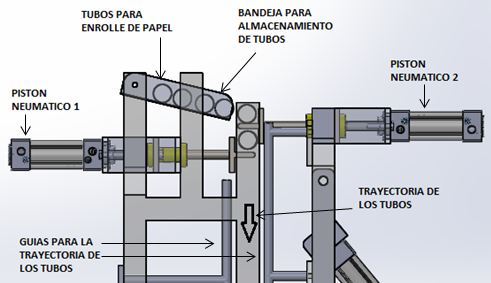 TUBOS PARA
ENROLLE DE PAPEL
BANDEJA PARA
ALMACENAMIENTO
DE TUBOS
PISTON
NEUMATICO 1
PISTON
NEUMATICO 2
TRAYECTORIA DE
LOS TUBOS
GUIAS PARA LA
TRAYECTORIA DE
LOS TUBOS